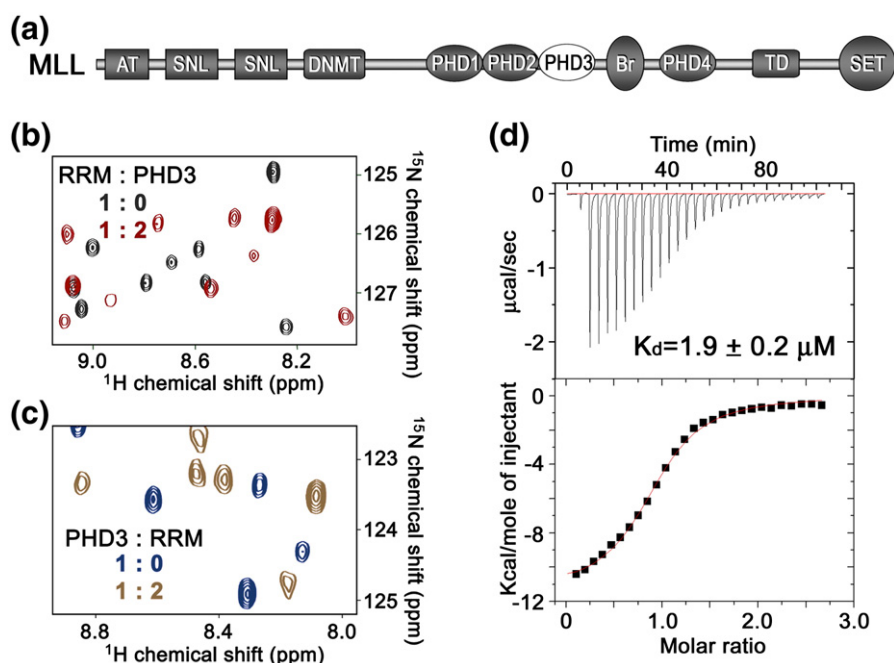 (a)
MLL AT SNL SNL DNMT PHD1 PHD2 PHD3 Br PHD4 TD SET
(b)
RRM : PHD3
1 : 0
1 : 2
125
126
127
¹⁵N chemical shift (ppm)
9.0 8.6 8.2
¹H chemical shift (ppm)
(c)
PHD3 : RRM
1 : 0
1 : 2
123
124
125
¹⁵N chemical shift (ppm)
8.8 8.4 8.0
¹H chemical shift (ppm)
(d)
Time (min)
0 40 80
0
-1
-2
µcal/sec
Kd=1.9 ± 0.2 µM
0
-4
-8
-12
Kcal/mole of injectant
0 1.0 2.0 3.0
Molar ratio